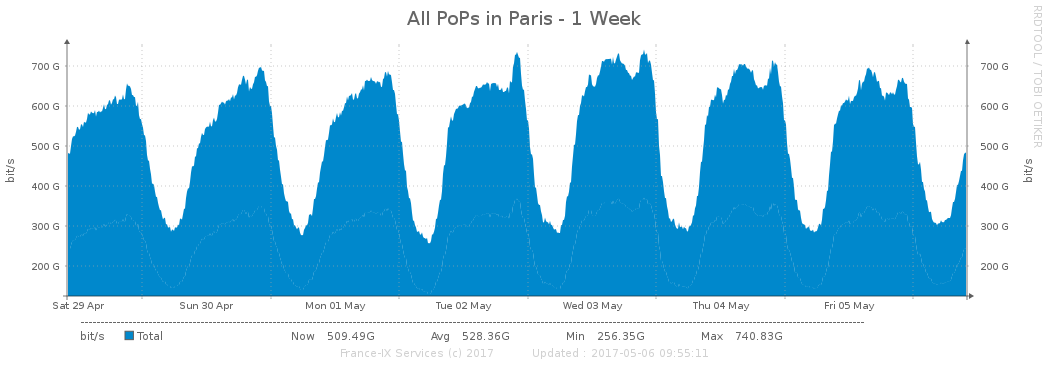 All PoPs in Paris - 1 Week
RRDTOOL / TOBI OETIKER
bit/s
bit/s
700 G 700 G
600 G 600 G
500 G 500 G
400 G 400 G
300 G 300 G
200 G 200 G
Sat 29 Apr Sun 30 Apr Mon 01 May Tue 02 May Wed 03 May Thu 04 May Fri 05 May
bit/s Total Now 509.49G Avg 528.36G Min 256.35G Max 740.83G
France-IX Services (c) 2017 Updated : 2017-05-06 09:55:11